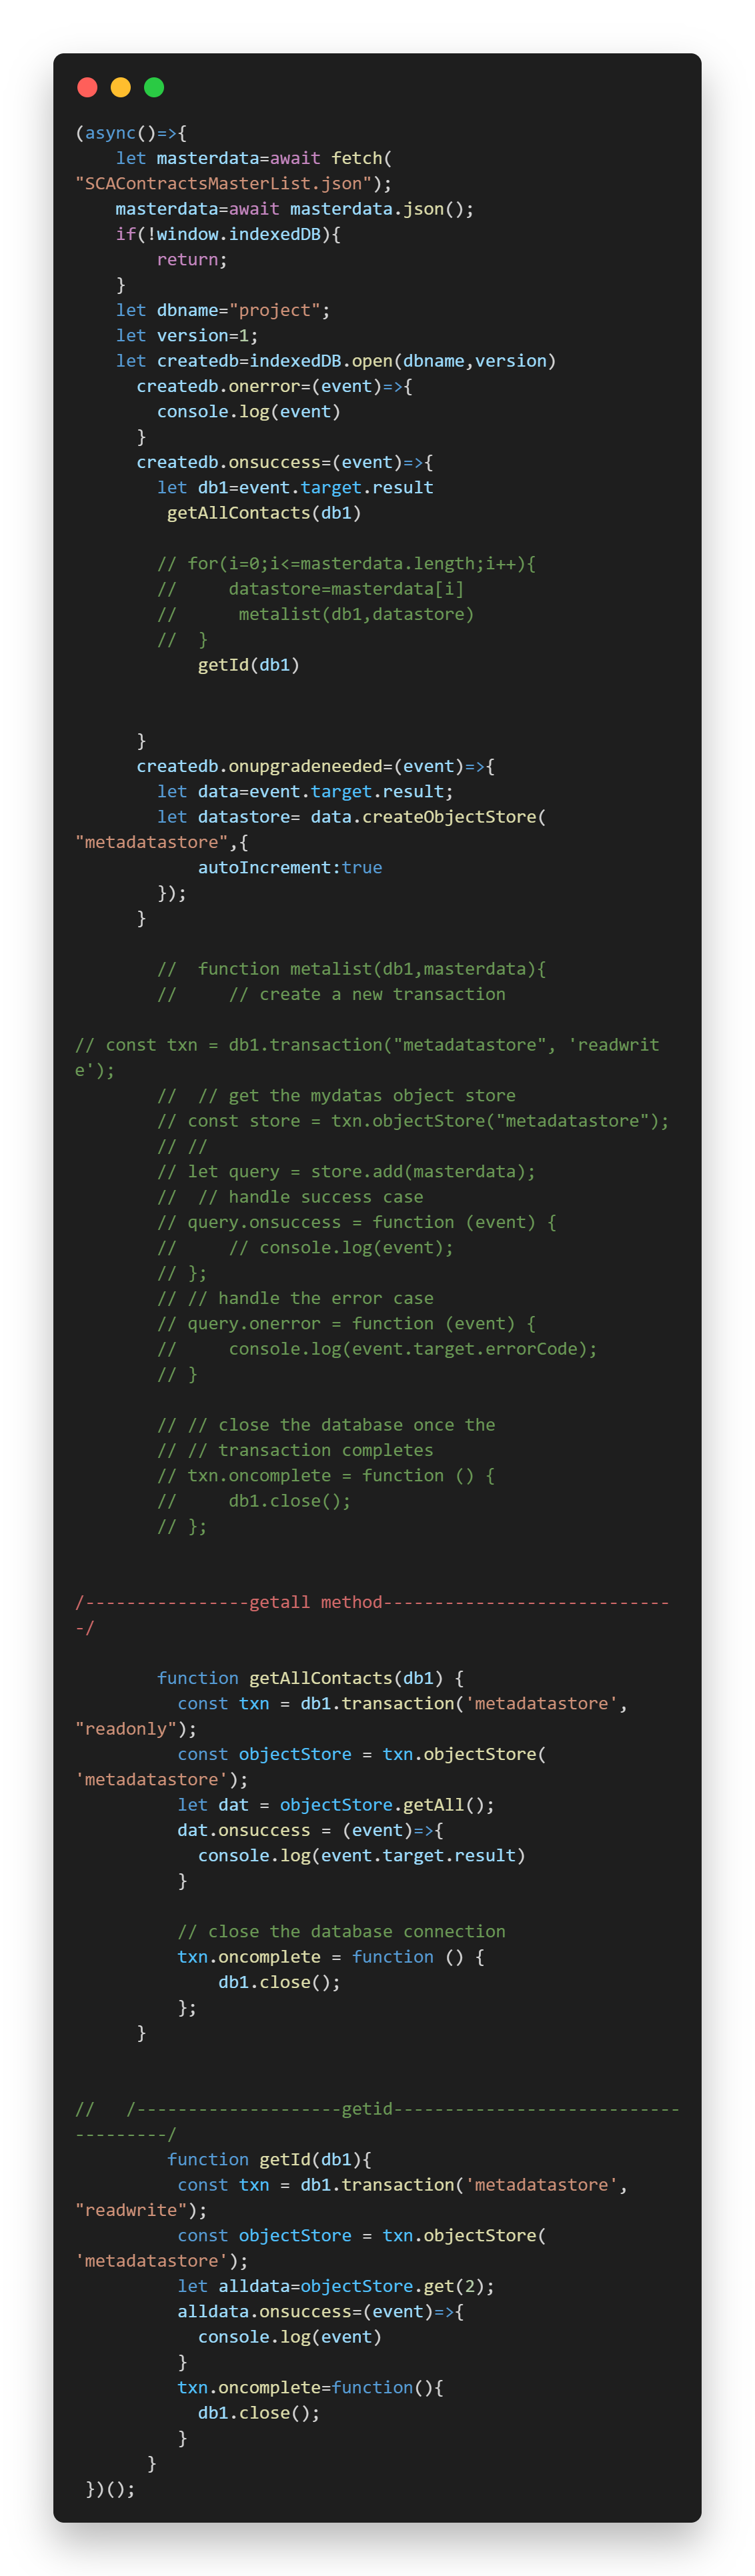 (async()=>{
    let masterdata=await fetch(
"SCAContractsMasterList.json");
    masterdata=await masterdata.json();
    if(!window.indexedDB){
        return;
    }
    let dbname="project";
    let version=1;
    let createdb=indexedDB.open(dbname,version)
      createdb.onerror=(event)=>{
        console.log(event)
      }
      createdb.onsuccess=(event)=>{
        let db1=event.target.result
         getAllContacts(db1)

        // for(i=0;i<=masterdata.length;i++){
        //     datastore=masterdata[i]
        //      metalist(db1,datastore)
        //  }
            getId(db1)


      }
      createdb.onupgradeneeded=(event)=>{
        let data=event.target.result;
        let datastore= data.createObjectStore(
"metadatastore",{
            autoIncrement:true
        });
      }

        //  function metalist(db1,masterdata){
        //     // create a new transaction

// const txn = db1.transaction("metadatastore", 'readwrit
e');
        //  // get the mydatas object store
        // const store = txn.objectStore("metadatastore");
        // //
        // let query = store.add(masterdata);
        //  // handle success case
        // query.onsuccess = function (event) {
        //     // console.log(event);
        // };
        // // handle the error case
        // query.onerror = function (event) {
        //     console.log(event.target.errorCode);
        // }

        // // close the database once the
        // // transaction completes
        // txn.oncomplete = function () {
        //     db1.close();
        // };


/----------------getall method----------------------------
-/

        function getAllContacts(db1) {
          const txn = db1.transaction('metadatastore',
"readonly");
          const objectStore = txn.objectStore(
'metadatastore');
          let dat = objectStore.getAll();
          dat.onsuccess = (event)=>{
            console.log(event.target.result)
          }

          // close the database connection
          txn.oncomplete = function () {
              db1.close();
          };
      }


//   /--------------------getid----------------------------
---------/
         function getId(db1){
          const txn = db1.transaction('metadatastore',
"readwrite");
          const objectStore = txn.objectStore(
'metadatastore');
          let alldata=objectStore.get(2);
          alldata.onsuccess=(event)=>{
            console.log(event)
          }
          txn.oncomplete=function(){
            db1.close();
          }
       }
 })();